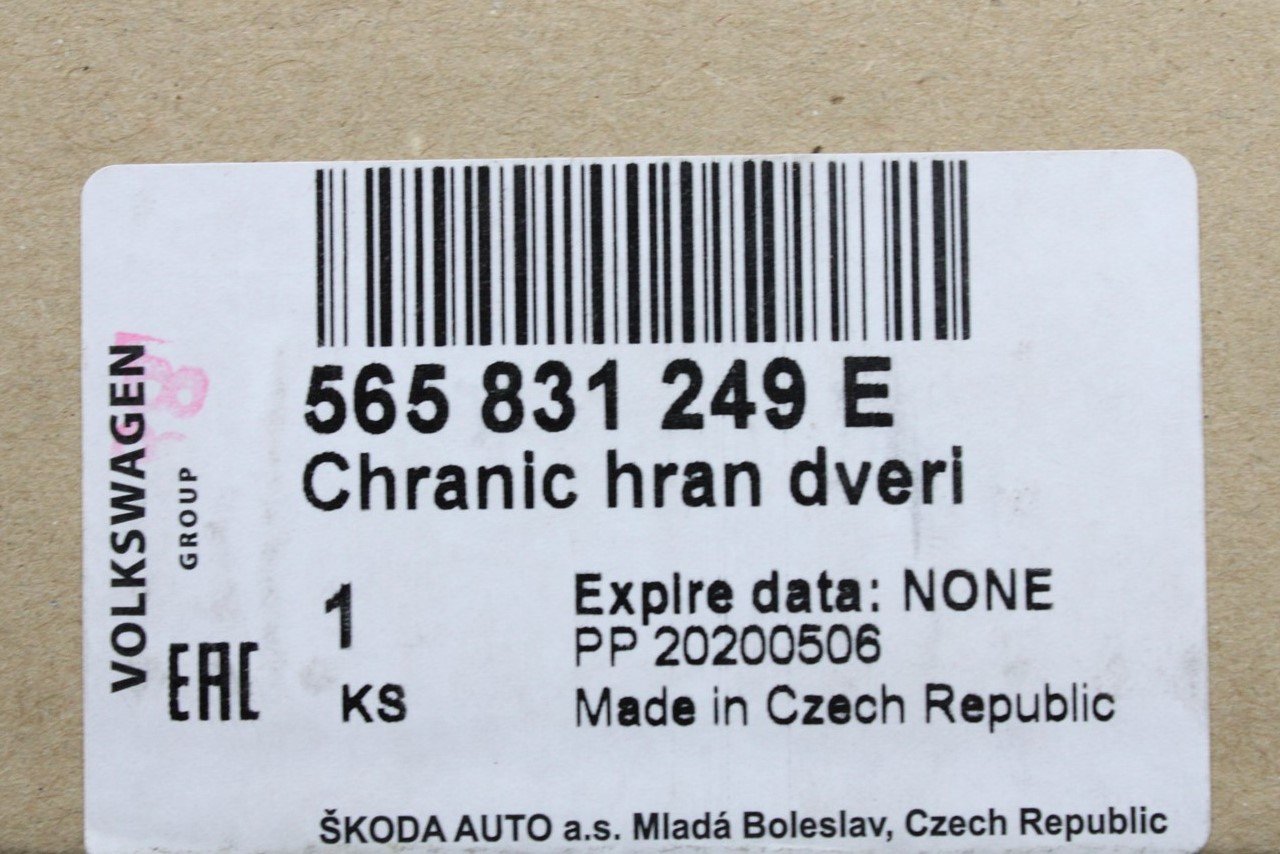 565 831 249 E
Chranic hran dveri
VOLKSWAGEN
GROUP
EAC
1
KS
Expire data: NONE
PP 20200506
Made in Czech Republic
ŠKODA AUTO a.s. Mladá Boleslav, Czech Republic